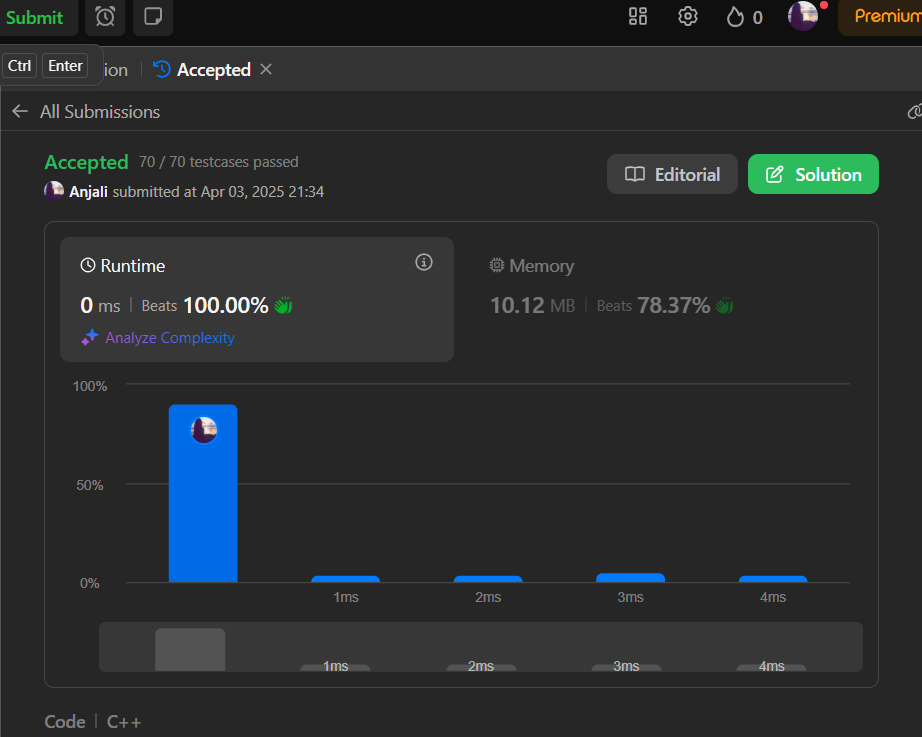 Submit
0
Premium
Ctrl Enter
ion
Accepted
All Submissions
Accepted 70 / 70 testcases passed
Anjali submitted at Apr 03, 2025 21:34
Editorial
Solution
Runtime
0 ms | Beats 100.00%
Analyze Complexity
Memory
10.12 MB | Beats 78.37%
100%
50%
0%
1ms 2ms 3ms 4ms
1ms 2ms 3ms 4ms
Code | C++